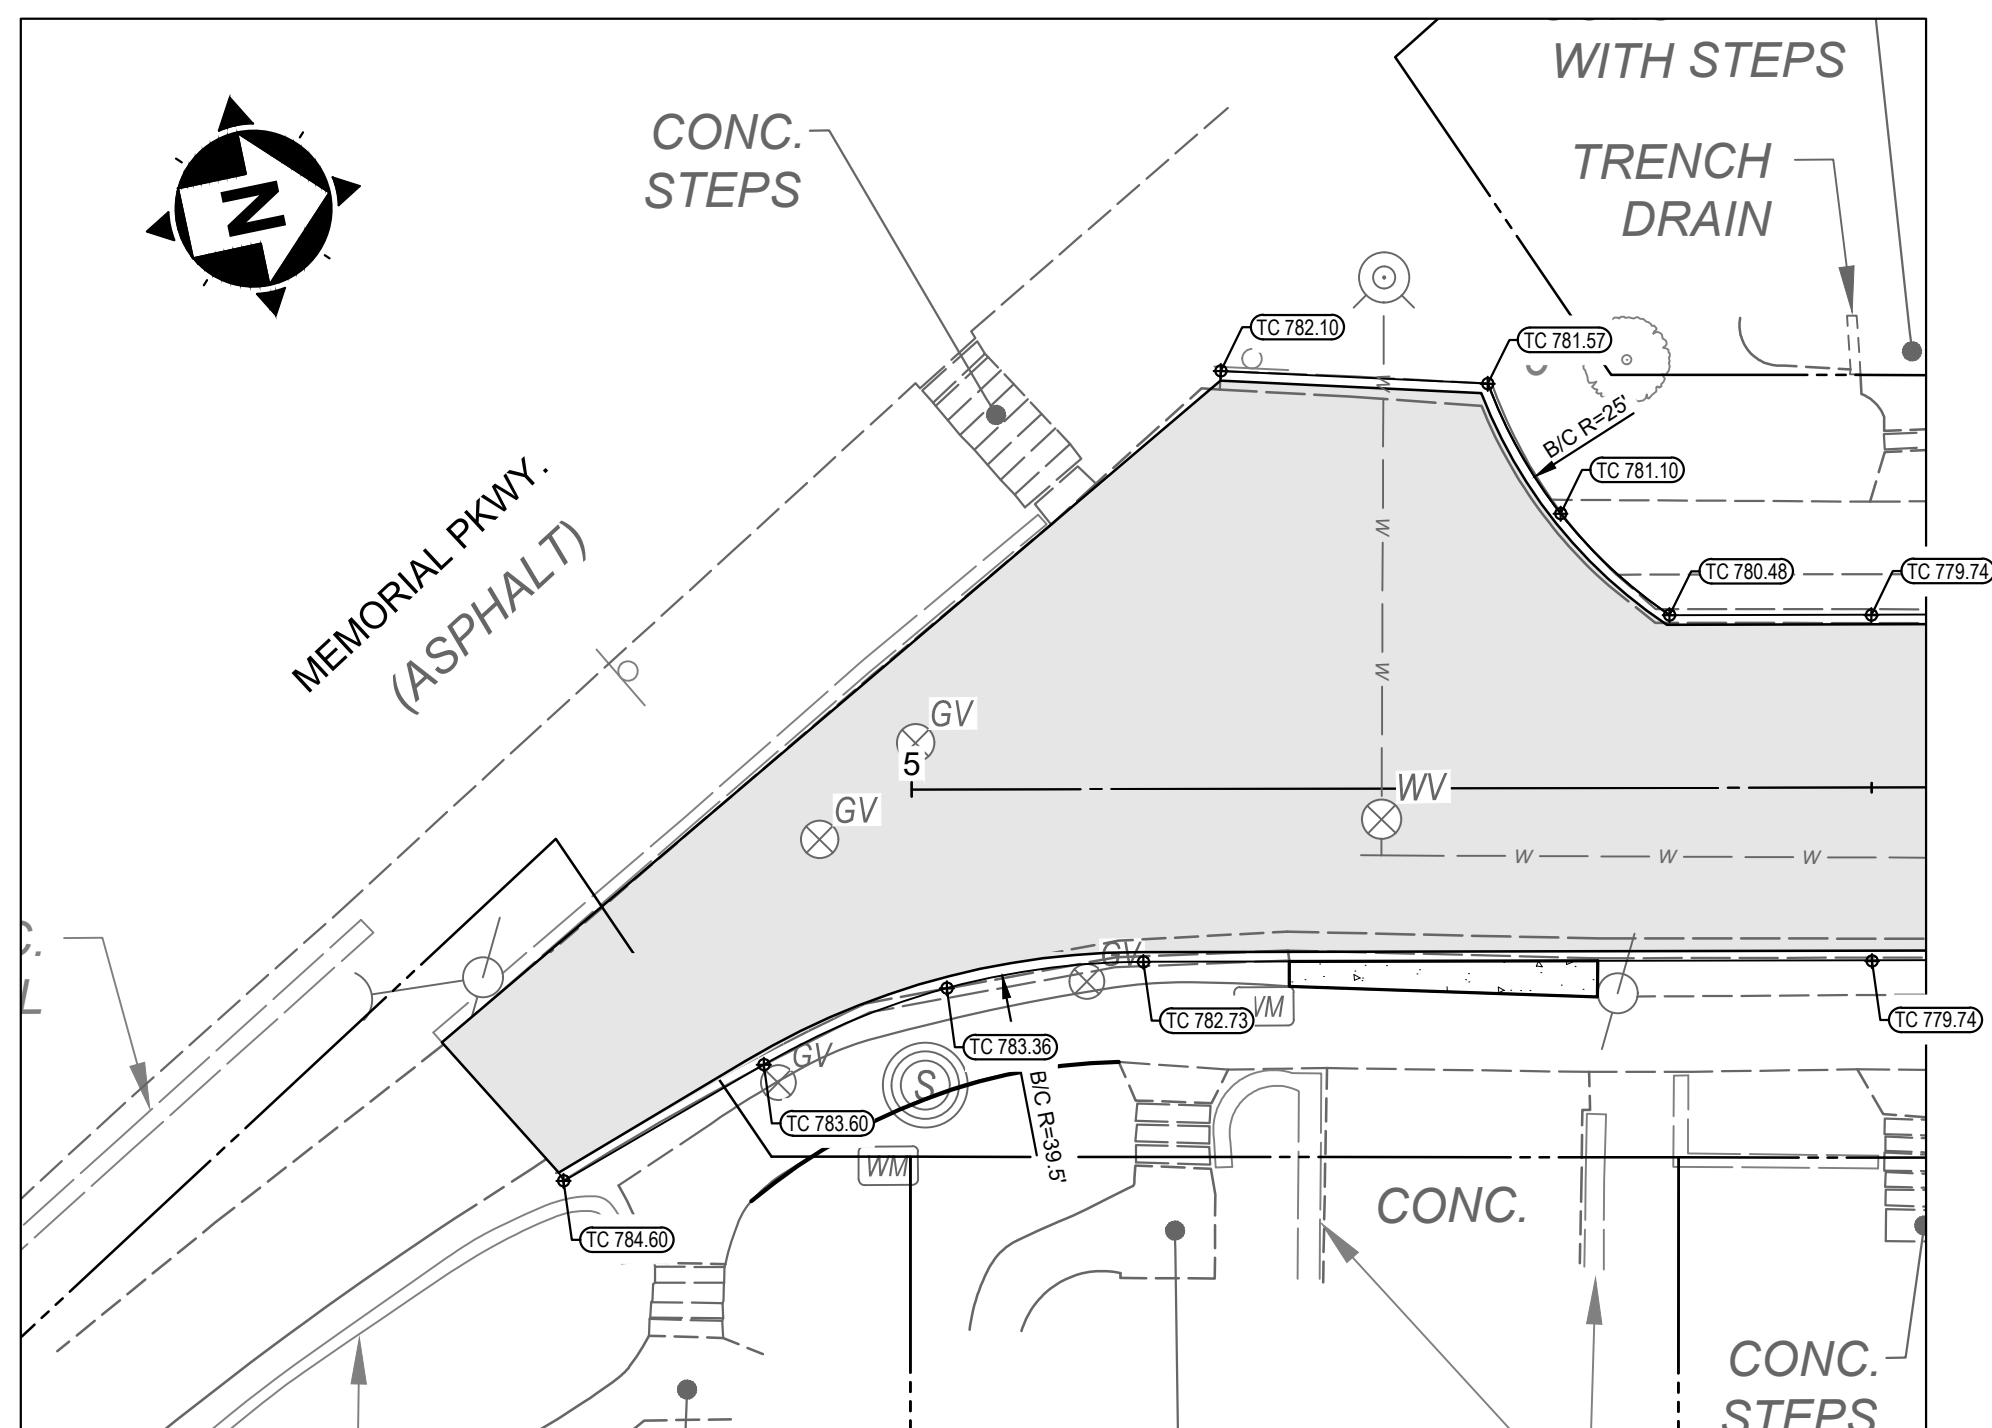 WITH STEPS
CONC.
STEPS
TRENCH
DRAIN
N
TC 782.10
TC 781.57
B/C R=25'
TC 781.10
MEMORIAL PKWY.
(ASPHALT)
W
W
W
TC 780.48
TC 779.74
GV
5
GV
WV
W
W
W
C.
L
GV
TC 782.73
WM
TC 779.74
TC 783.36
GV
S
B/C R=39.5'
TC 783.60
WM
CONC.
TC 784.60
CONC.
STEPS